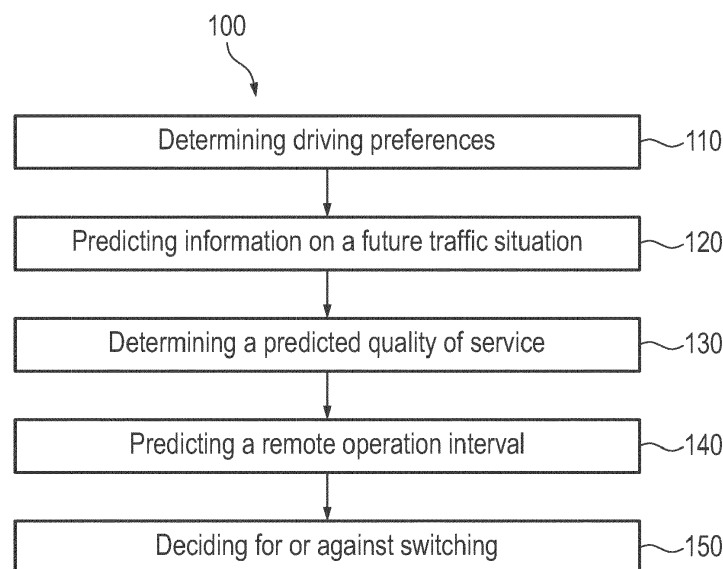 100
Determining driving preferences 110
Predicting information on a future traffic situation 120
Determining a predicted quality of service 130
Predicting a remote operation interval 140
Deciding for or against switching 150